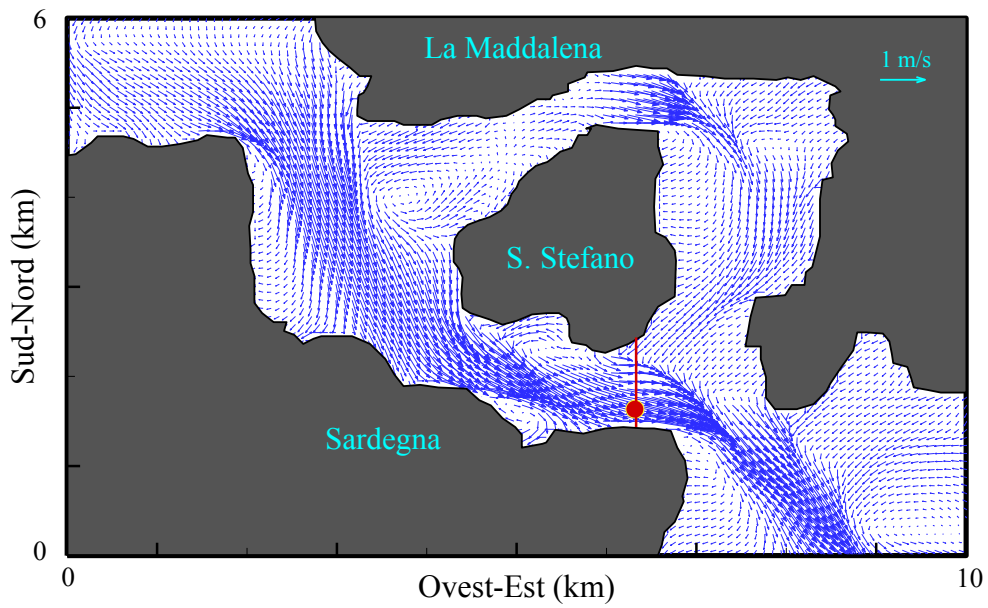 6
La Maddalena
1 m/s
S. Stefano
Sud-Nord (km)
Sardegna
0
0
10
Ovest-Est (km)